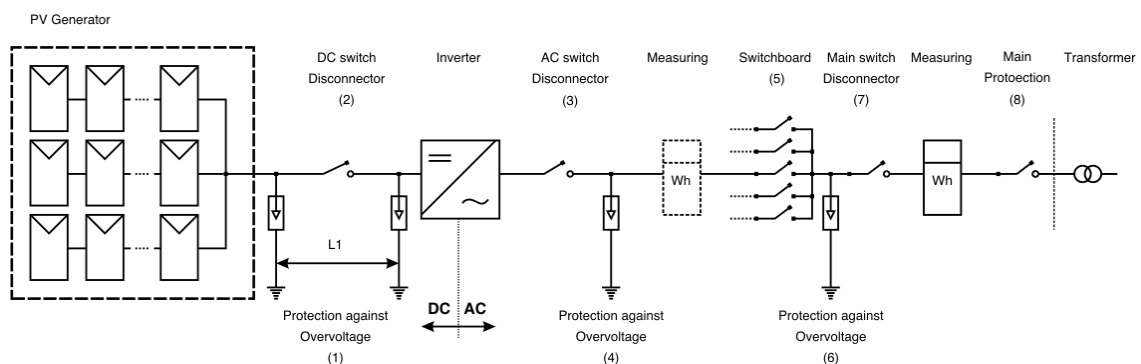 PV Generator
DC switch
Disconnector
(2)
Inverter
AC switch
Disconnector
(3)
Measuring
Switchboard
(5)
Main switch
Disconnector
(7)
Measuring
Main
Protoection
(8)
Transformer
Wh
Wh
L1
DC
AC
Protection against
Overvoltage
(1)
Protection against
Overvoltage
(4)
Protection against
Overvoltage
(6)